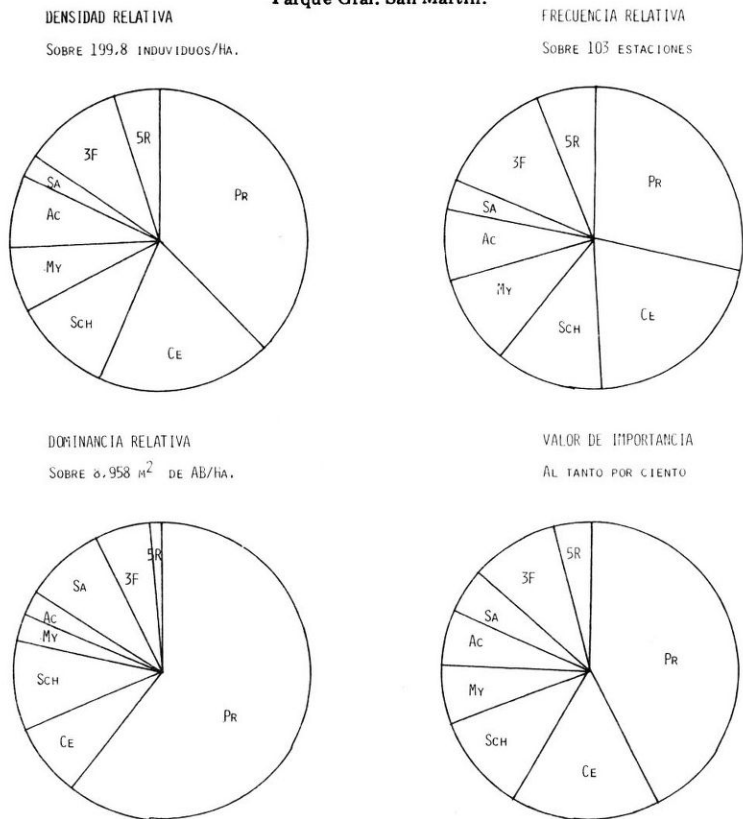 Parque Gral. San Martín.
DENSIDAD RELATIVA
SOBRE 199,8 INDUVIDUOS/HA.
5R
3F
SA
AC
MY
SCH
CE
PR
FRECUENCIA RELATIVA
SOBRE 103 ESTACIONES
5R
3F
SA
AC
MY
SCH
CE
PR
DOMINANCIA RELATIVA
SOBRE 8,958 M² DE AB/HA.
5R
3F
SA
AC
MY
SCH
CE
PR
VALOR DE IMPORTANCIA
AL TANTO POR CIENTO
5R
3F
SA
AC
MY
SCH
CE
PR